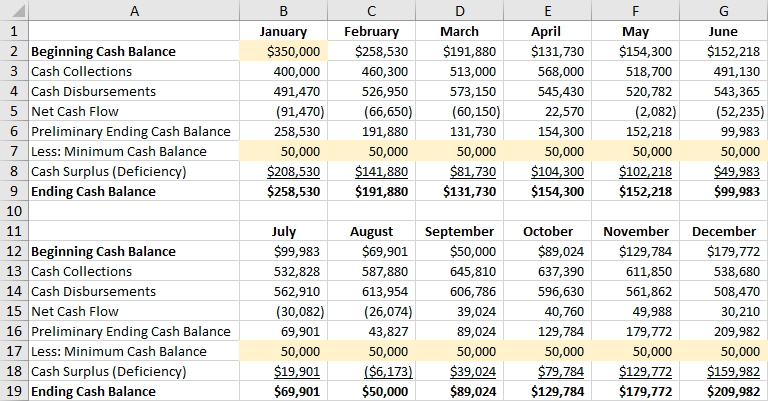 A B C D E F G
1 January February March April May June
2 Beginning Cash Balance $350,000 $258,530 $191,880 $131,730 $154,300 $152,218
3 Cash Collections 400,000 460,300 513,000 568,000 518,700 491,130
4 Cash Disbursements 491,470 526,950 573,150 545,430 520,782 543,365
5 Net Cash Flow (91,470) (66,650) (60,150) 22,570 (2,082) (52,235)
6 Preliminary Ending Cash Balance 258,530 191,880 131,730 154,300 152,218 99,983
7 Less: Minimum Cash Balance 50,000 50,000 50,000 50,000 50,000 50,000
8 Cash Surplus (Deficiency) $208,530 $141,880 $81,730 $104,300 $102,218 $49,983
9 Ending Cash Balance $258,530 $191,880 $131,730 $154,300 $152,218 $99,983
10
11 July August September October November December
12 Beginning Cash Balance $99,983 $69,901 $50,000 $89,024 $129,784 $179,772
13 Cash Collections 532,828 587,880 645,810 637,390 611,850 538,680
14 Cash Disbursements 562,910 613,954 606,786 596,630 561,862 508,470
15 Net Cash Flow (30,082) (26,074) 39,024 40,760 49,988 30,210
16 Preliminary Ending Cash Balance 69,901 43,827 89,024 129,784 179,772 209,982
17 Less: Minimum Cash Balance 50,000 50,000 50,000 50,000 50,000 50,000
18 Cash Surplus (Deficiency) $19,901 ($6,173) $39,024 $79,784 $129,772 $159,982
19 Ending Cash Balance $69,901 $50,000 $89,024 $129,784 $179,772 $209,982